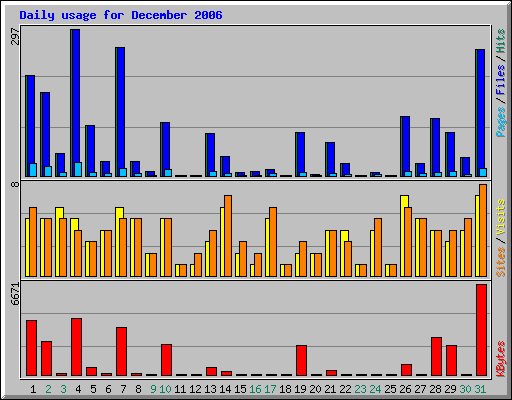 Daily usage for December 2006
297
Pages / Files / Hits
8
Sites / Visits
6671
KBytes
1 2 3 4 5 6 7 8 9 10 11 12 13 14 15 16 17 18 19 20 21 22 23 24 25 26 27 28 29 30 31